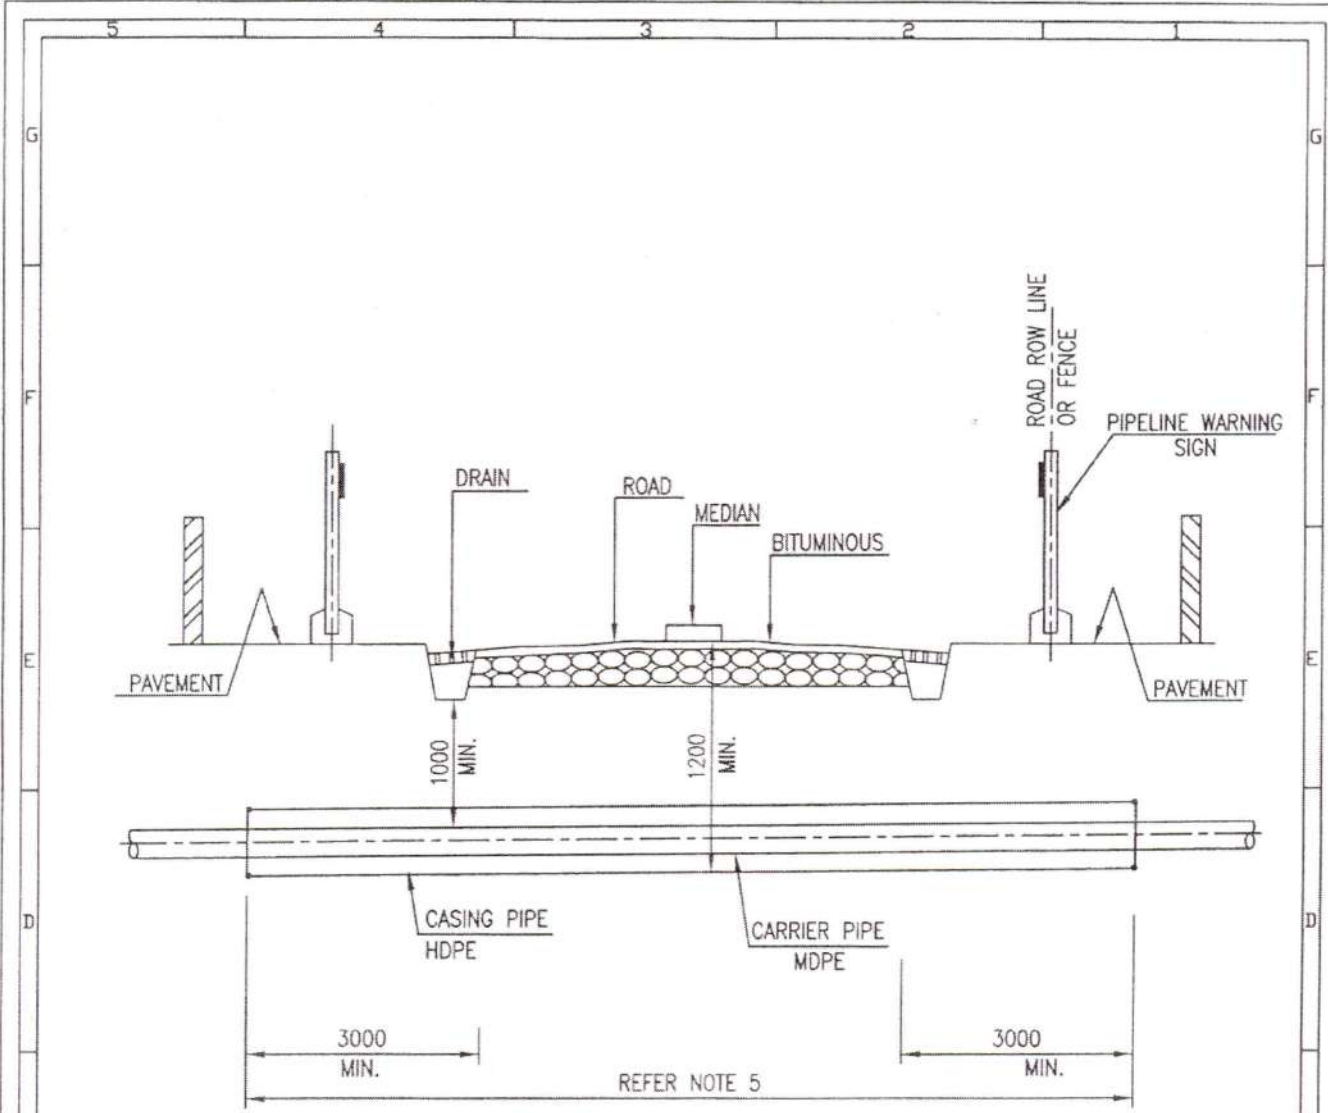 5 4 3 2 1
G G
ROAD ROW LINE
OR FENCE
F F
PIPELINE WARNING
SIGN
DRAIN
ROAD
MEDIAN
BITUMINOUS
E E
PAVEMENT
PAVEMENT
1000
MIN.
1200
MIN.
D D
CASING PIPE
HDPE
CARRIER PIPE
MDPE
3000
MIN.
3000
MIN.
REFER NOTE 5